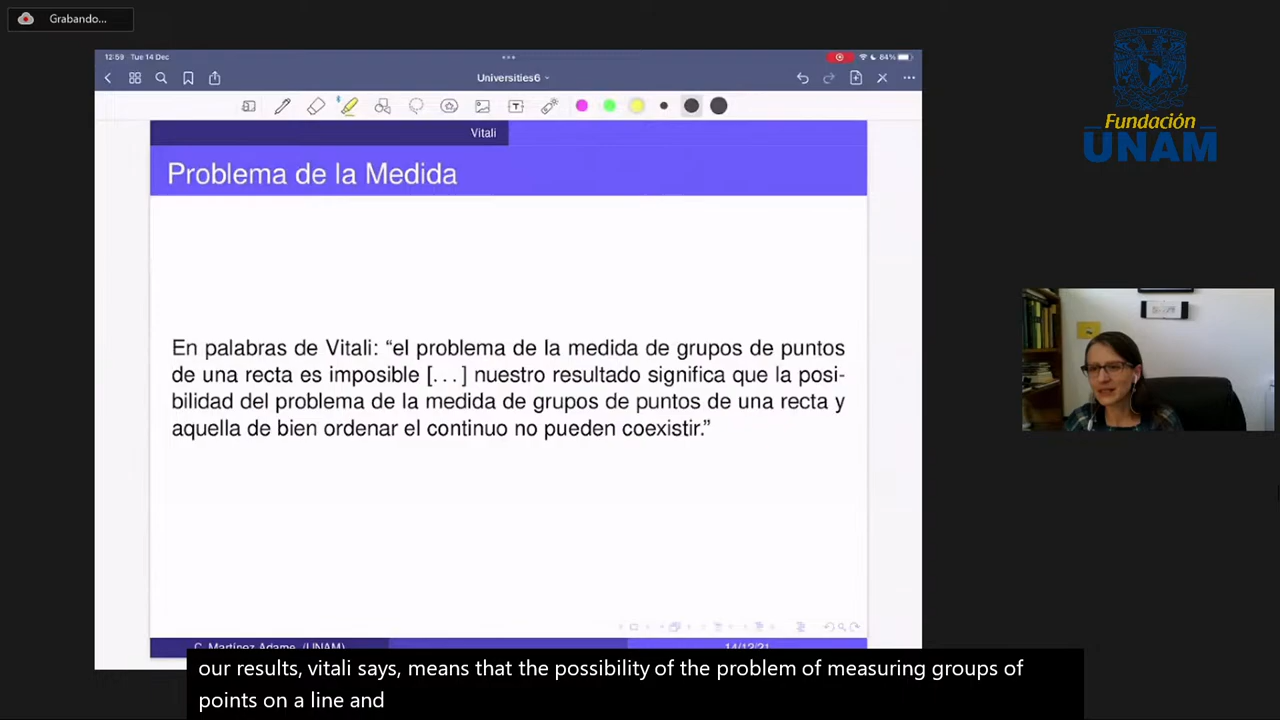 Grabando...
12:59 Tue 14 Dec
84%
Universities6
Fundación
UNAM
Vitali
Problema de la Medida
En palabras de Vitali: “el problema de la medida de grupos de puntos
de una recta es imposible [...] nuestro resultado significa que la posi-
bilidad del problema de la medida de grupos de puntos de una recta y
aquella de bien ordenar el continuo no pueden coexistir.”
C. Martínez Adame (UNAM)
14/12/21
our results, vitali says, means that the possibility of the problem of measuring groups of
points on a line and